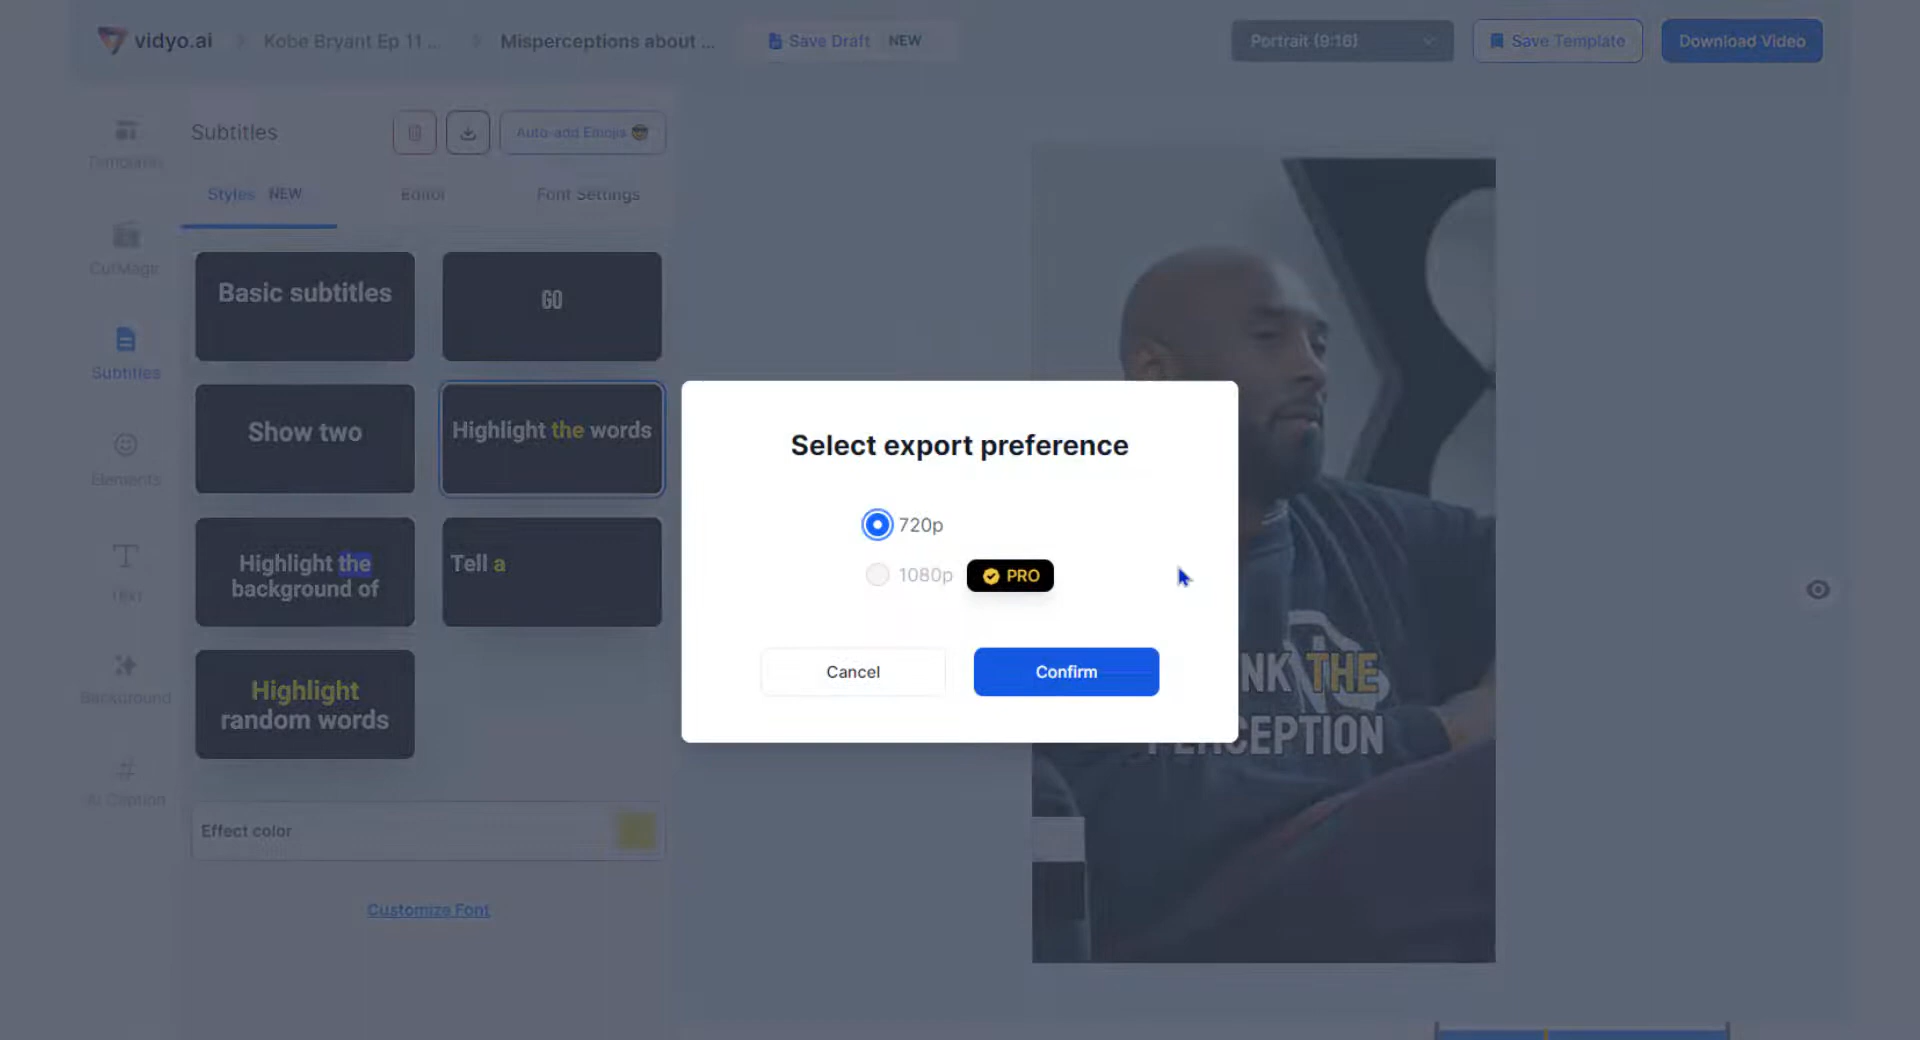 vidyo.ai
Kobe Bryant Ep 11 ...
Misperceptions about ...
Save Draft NEW
Portrait (9:16)
Save Template
Download Video
Templates
CutMagic
Subtitles
Elements
Text
Background
AI Caption
Subtitles
Auto-add Emojis
Styles NEW
Editor
Font Settings
Basic subtitles
GO
Show two
Highlight the words
Highlight the
background of
Tell a
Highlight
random words
Effect color
Customize Font
Select export preference
720p
1080p PRO
Cancel
Confirm
NK THE
PERCEPTION